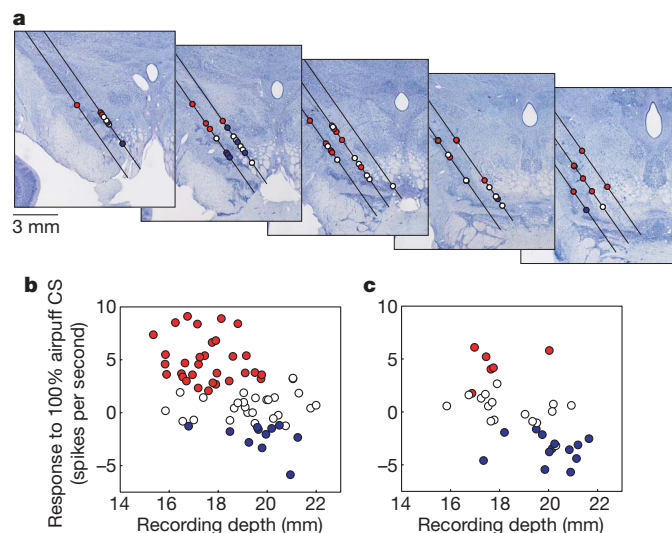 a
3 mm
b
c
Response to 100% airpuff CS
(spikes per second)
10
5
0
−5
14
16
18
20
22
Recording depth (mm)
10
5
0
−5
14
16
18
20
22
Recording depth (mm)